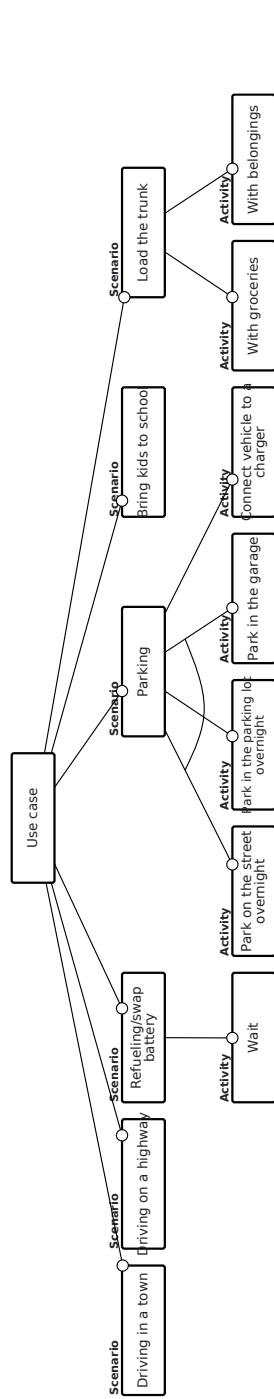 Use case
Scenario
Driving in a town
Scenario
Driving on a highway
Scenario
Refueling/swap
battery
Scenario
Parking
Scenario
Bring kids to school
Scenario
Load the trunk
Activity
Wait
Activity
Park on the street
overnight
Activity
Park in the parking lot
overnight
Activity
Park in the garage
Activity
Connect vehicle to a
charger
Activity
With groceries
Activity
With belongings